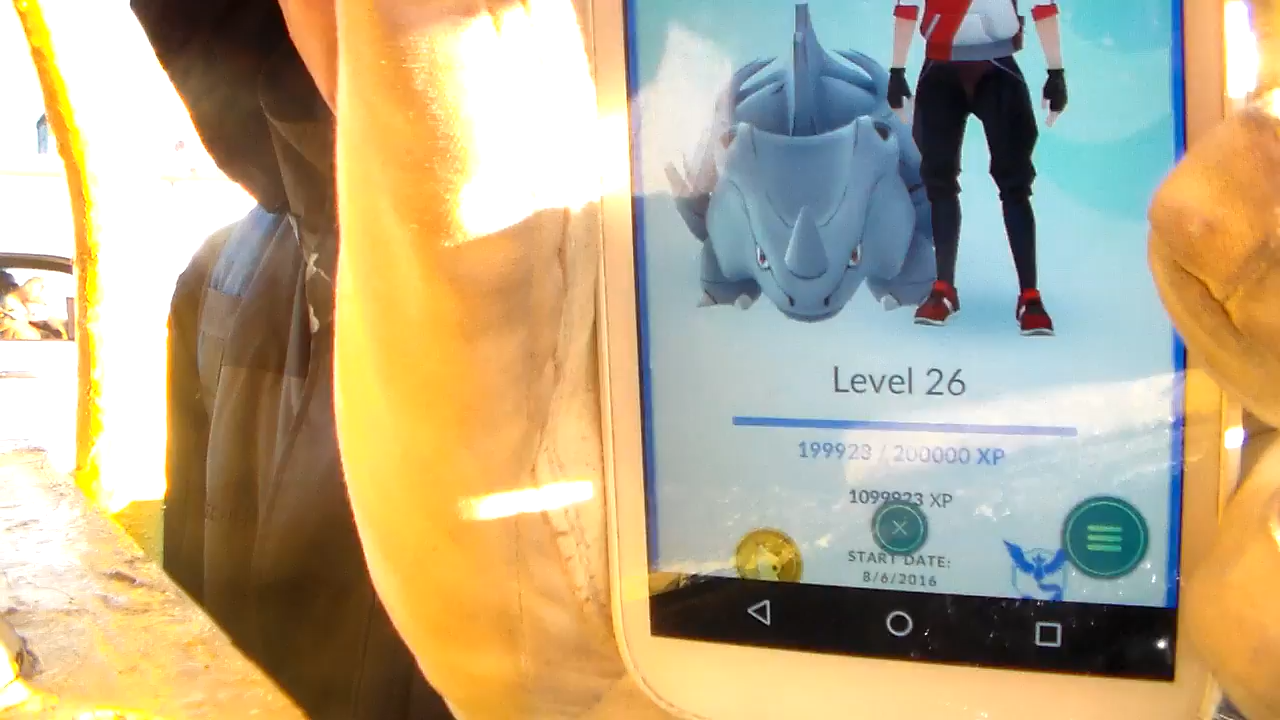 Level 26
199923 / 200000 XP
1099923 XP
START DATE:
8/6/2016